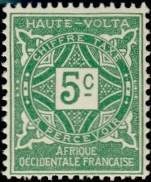 HAUTE-VOLTA
CHIFFRE TAXE
5c
A PERCEVOIR
AFRIQUE
OCCIDENTALE FRANÇAISE